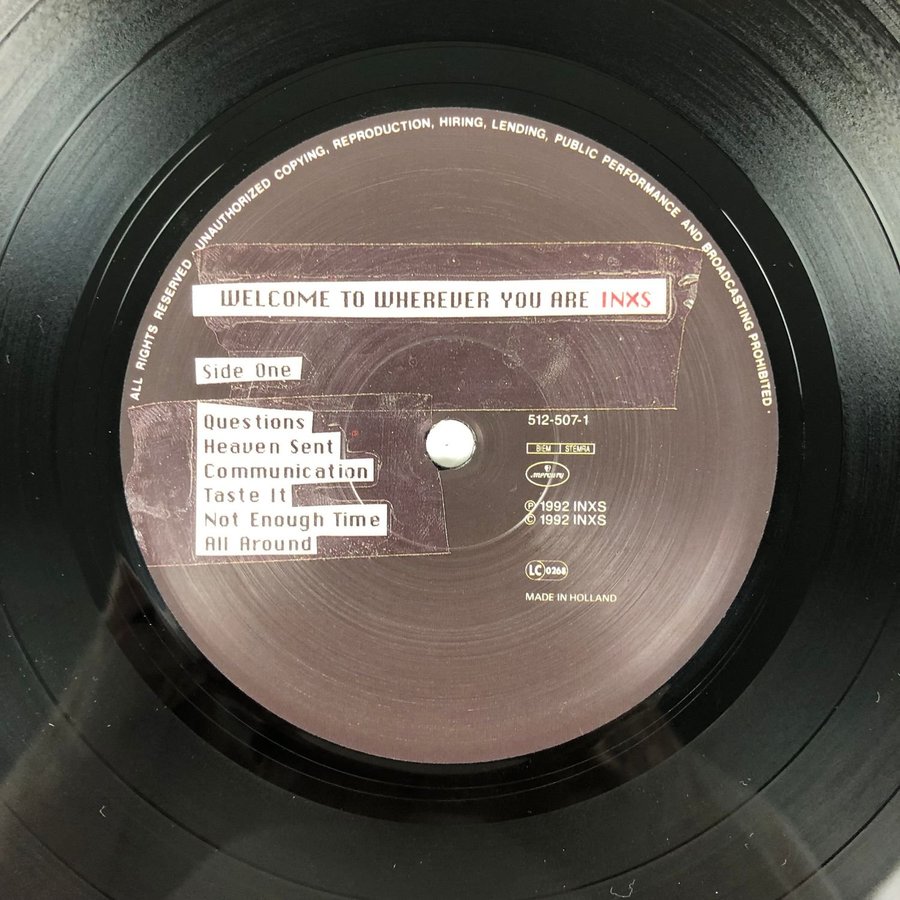 ALL RIGHTS RESERVED · UNAUTHORIZED COPYING, REPRODUCTION, HIRING, LENDING, PUBLIC PERFORMANCE AND BROADCASTING PROHIBITED ·
WELCOME TO WHEREVER YOU ARE INXS
Side One
Questions
Heaven Sent
Communication
Taste It
Not Enough Time
All Around
512-507-1
BIEM STEMRA
mercury
℗ 1992 INXS
© 1992 INXS
LC 0268
MADE IN HOLLAND